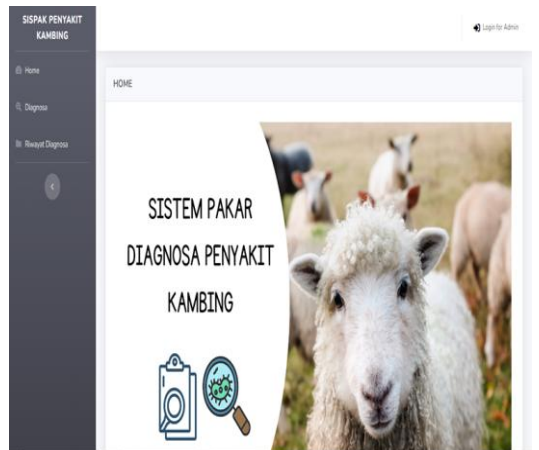 SISPAK PENYAKIT
KAMBING
Login for Admin
Home
Diagnosa
Riwayat Diagnosa
HOME
SISTEM PAKAR
DIAGNOSA PENYAKIT
KAMBING